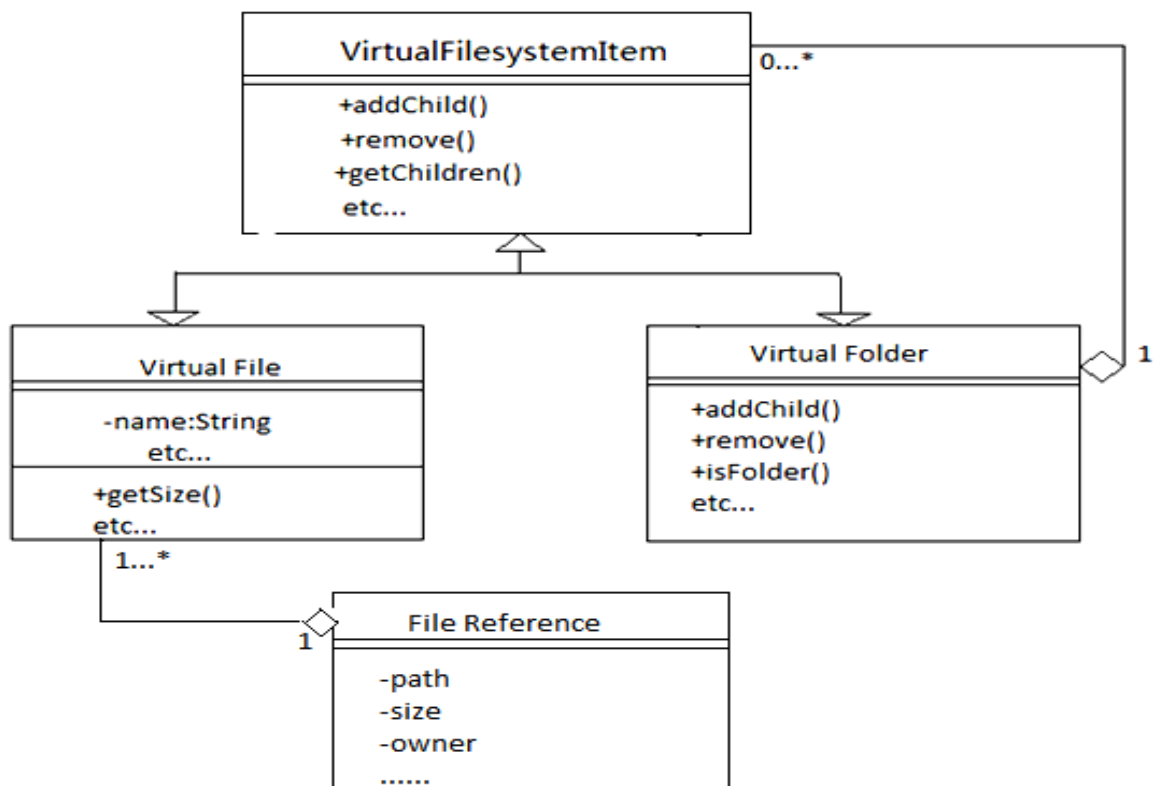 VirtualFilesystemItem
0...*
+addChild()
+remove()
+getChildren()
etc...
Virtual File
-name:String
etc...
+getSize()
etc...
Virtual Folder
1
+addChild()
+remove()
+isFolder()
etc...
1...*
1
File Reference
-path
-size
-owner
......